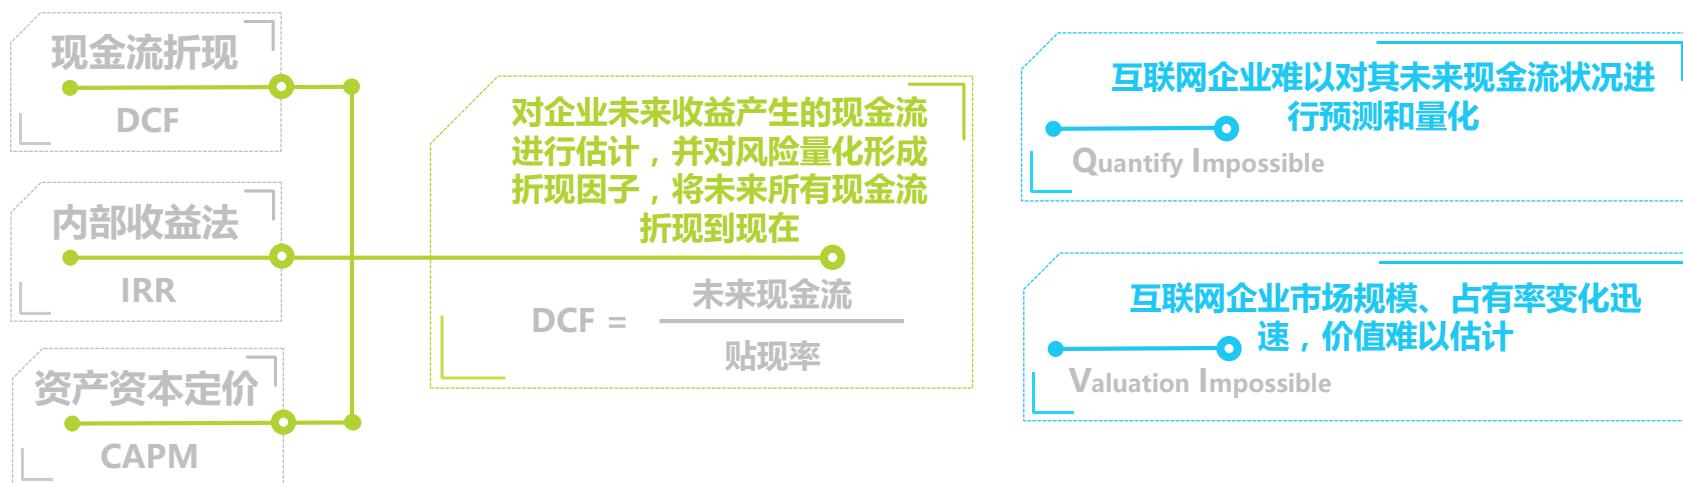 现金流折现
DCF
内部收益法
IRR
资产资本定价
CAPM
对企业未来收益产生的现金流
进行估计，并对风险量化形成
折现因子，将未来所有现金流
折现到现在
DCF =
未来现金流
贴现率
互联网企业难以对其未来现金流状况进
行预测和量化
Quantify Impossible
互联网企业市场规模、占有率变化迅
速，价值难以估计
Valuation Impossible